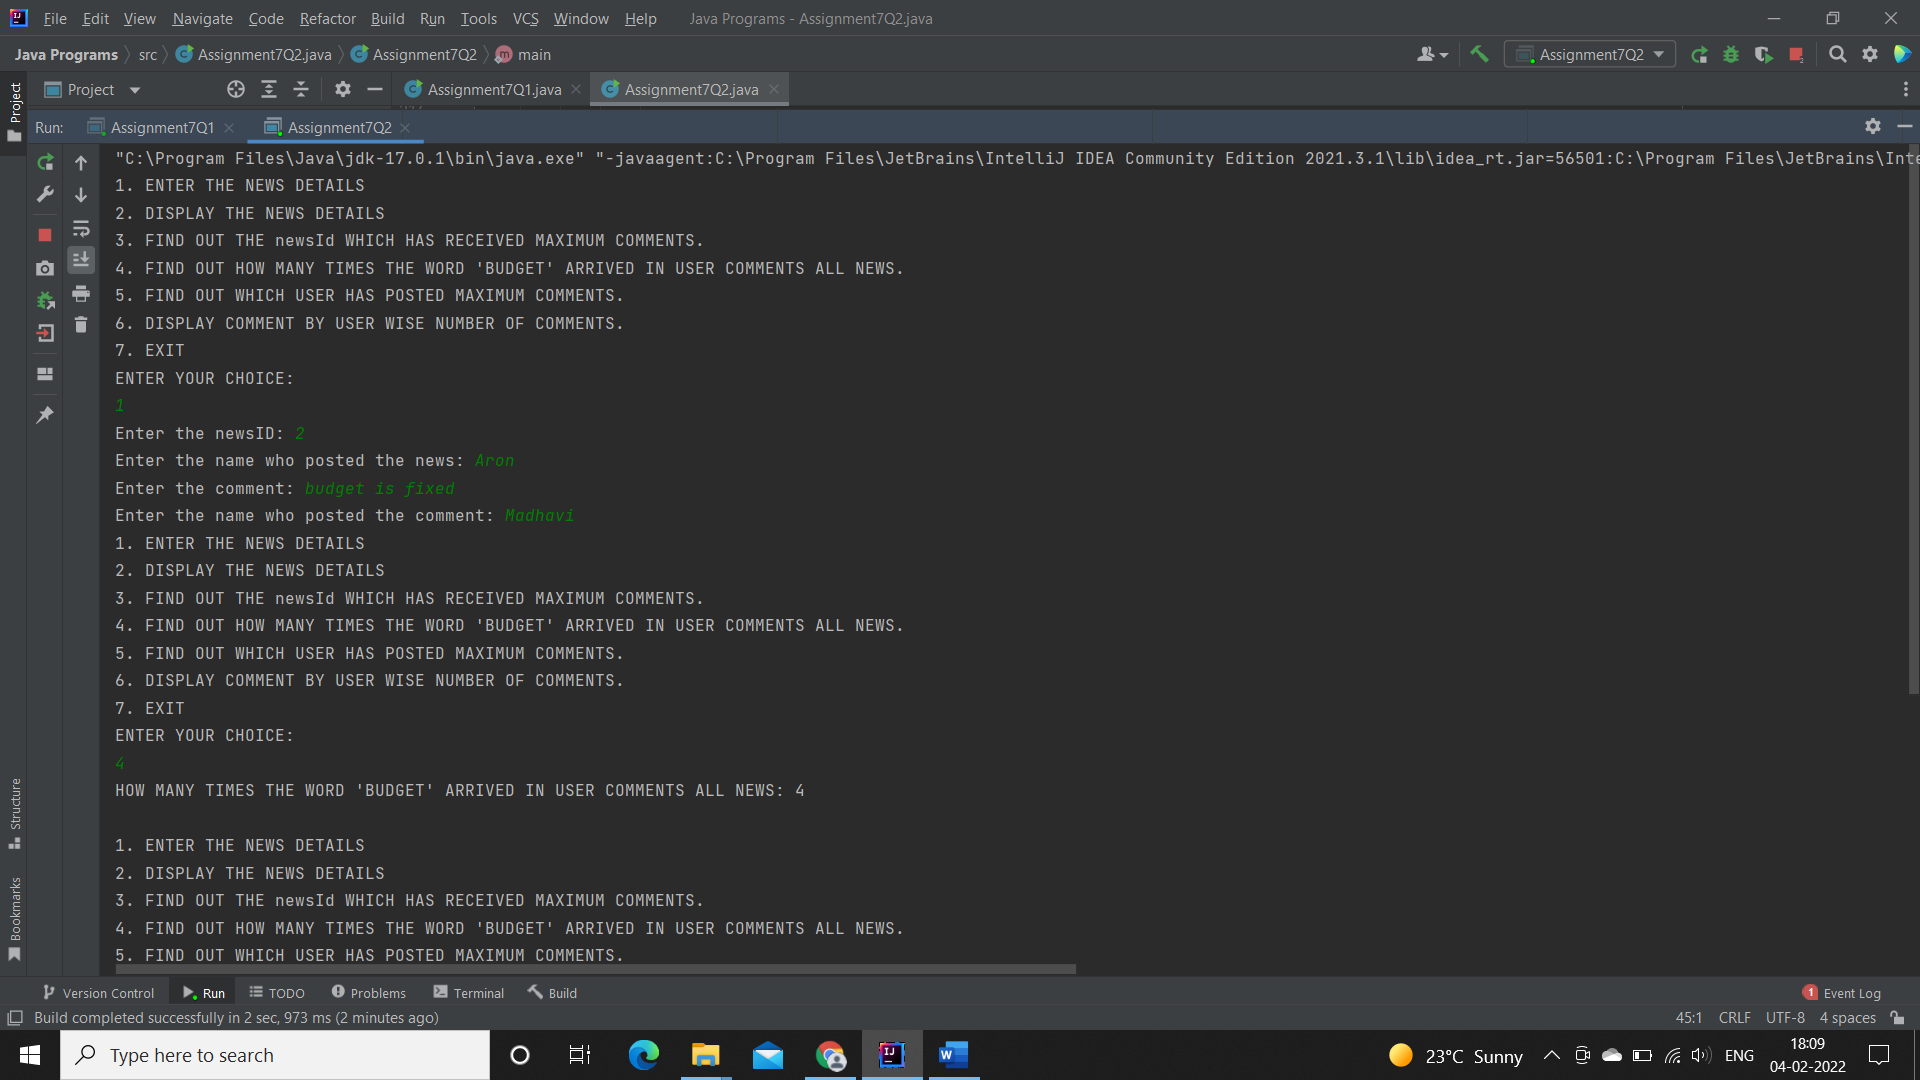 File Edit View Navigate Code Refactor Build Run Tools VCS Window Help Java Programs - Assignment7Q2.java
Java Programs src Assignment7Q2.java Assignment7Q2 main Assignment7Q2
Project Assignment7Q1.java Assignment7Q2.java
Project
Run: Assignment7Q1 Assignment7Q2
"C:\Program Files\Java\jdk-17.0.1\bin\java.exe" "-javaagent:C:\Program Files\JetBrains\IntelliJ IDEA Community Edition 2021.3.1\lib\idea_rt.jar=56501:C:\Program Files\JetBrains\Inte
1. ENTER THE NEWS DETAILS
2. DISPLAY THE NEWS DETAILS
3. FIND OUT THE newsId WHICH HAS RECEIVED MAXIMUM COMMENTS.
4. FIND OUT HOW MANY TIMES THE WORD 'BUDGET' ARRIVED IN USER COMMENTS ALL NEWS.
5. FIND OUT WHICH USER HAS POSTED MAXIMUM COMMENTS.
6. DISPLAY COMMENT BY USER WISE NUMBER OF COMMENTS.
7. EXIT
ENTER YOUR CHOICE:
1
Enter the newsID: 2
Enter the name who posted the news: Aron
Enter the comment: budget is fixed
Enter the name who posted the comment: Madhavi
1. ENTER THE NEWS DETAILS
2. DISPLAY THE NEWS DETAILS
3. FIND OUT THE newsId WHICH HAS RECEIVED MAXIMUM COMMENTS.
4. FIND OUT HOW MANY TIMES THE WORD 'BUDGET' ARRIVED IN USER COMMENTS ALL NEWS.
5. FIND OUT WHICH USER HAS POSTED MAXIMUM COMMENTS.
6. DISPLAY COMMENT BY USER WISE NUMBER OF COMMENTS.
7. EXIT
ENTER YOUR CHOICE:
4
HOW MANY TIMES THE WORD 'BUDGET' ARRIVED IN USER COMMENTS ALL NEWS: 4
1. ENTER THE NEWS DETAILS
2. DISPLAY THE NEWS DETAILS
3. FIND OUT THE newsId WHICH HAS RECEIVED MAXIMUM COMMENTS.
4. FIND OUT HOW MANY TIMES THE WORD 'BUDGET' ARRIVED IN USER COMMENTS ALL NEWS.
5. FIND OUT WHICH USER HAS POSTED MAXIMUM COMMENTS.
Structure
Bookmarks
Version Control Run TODO Problems Terminal Build 1 Event Log
Build completed successfully in 2 sec, 973 ms (2 minutes ago) 45:1 CRLF UTF-8 4 spaces
Type here to search 23°C Sunny ENG 18:09
04-02-2022